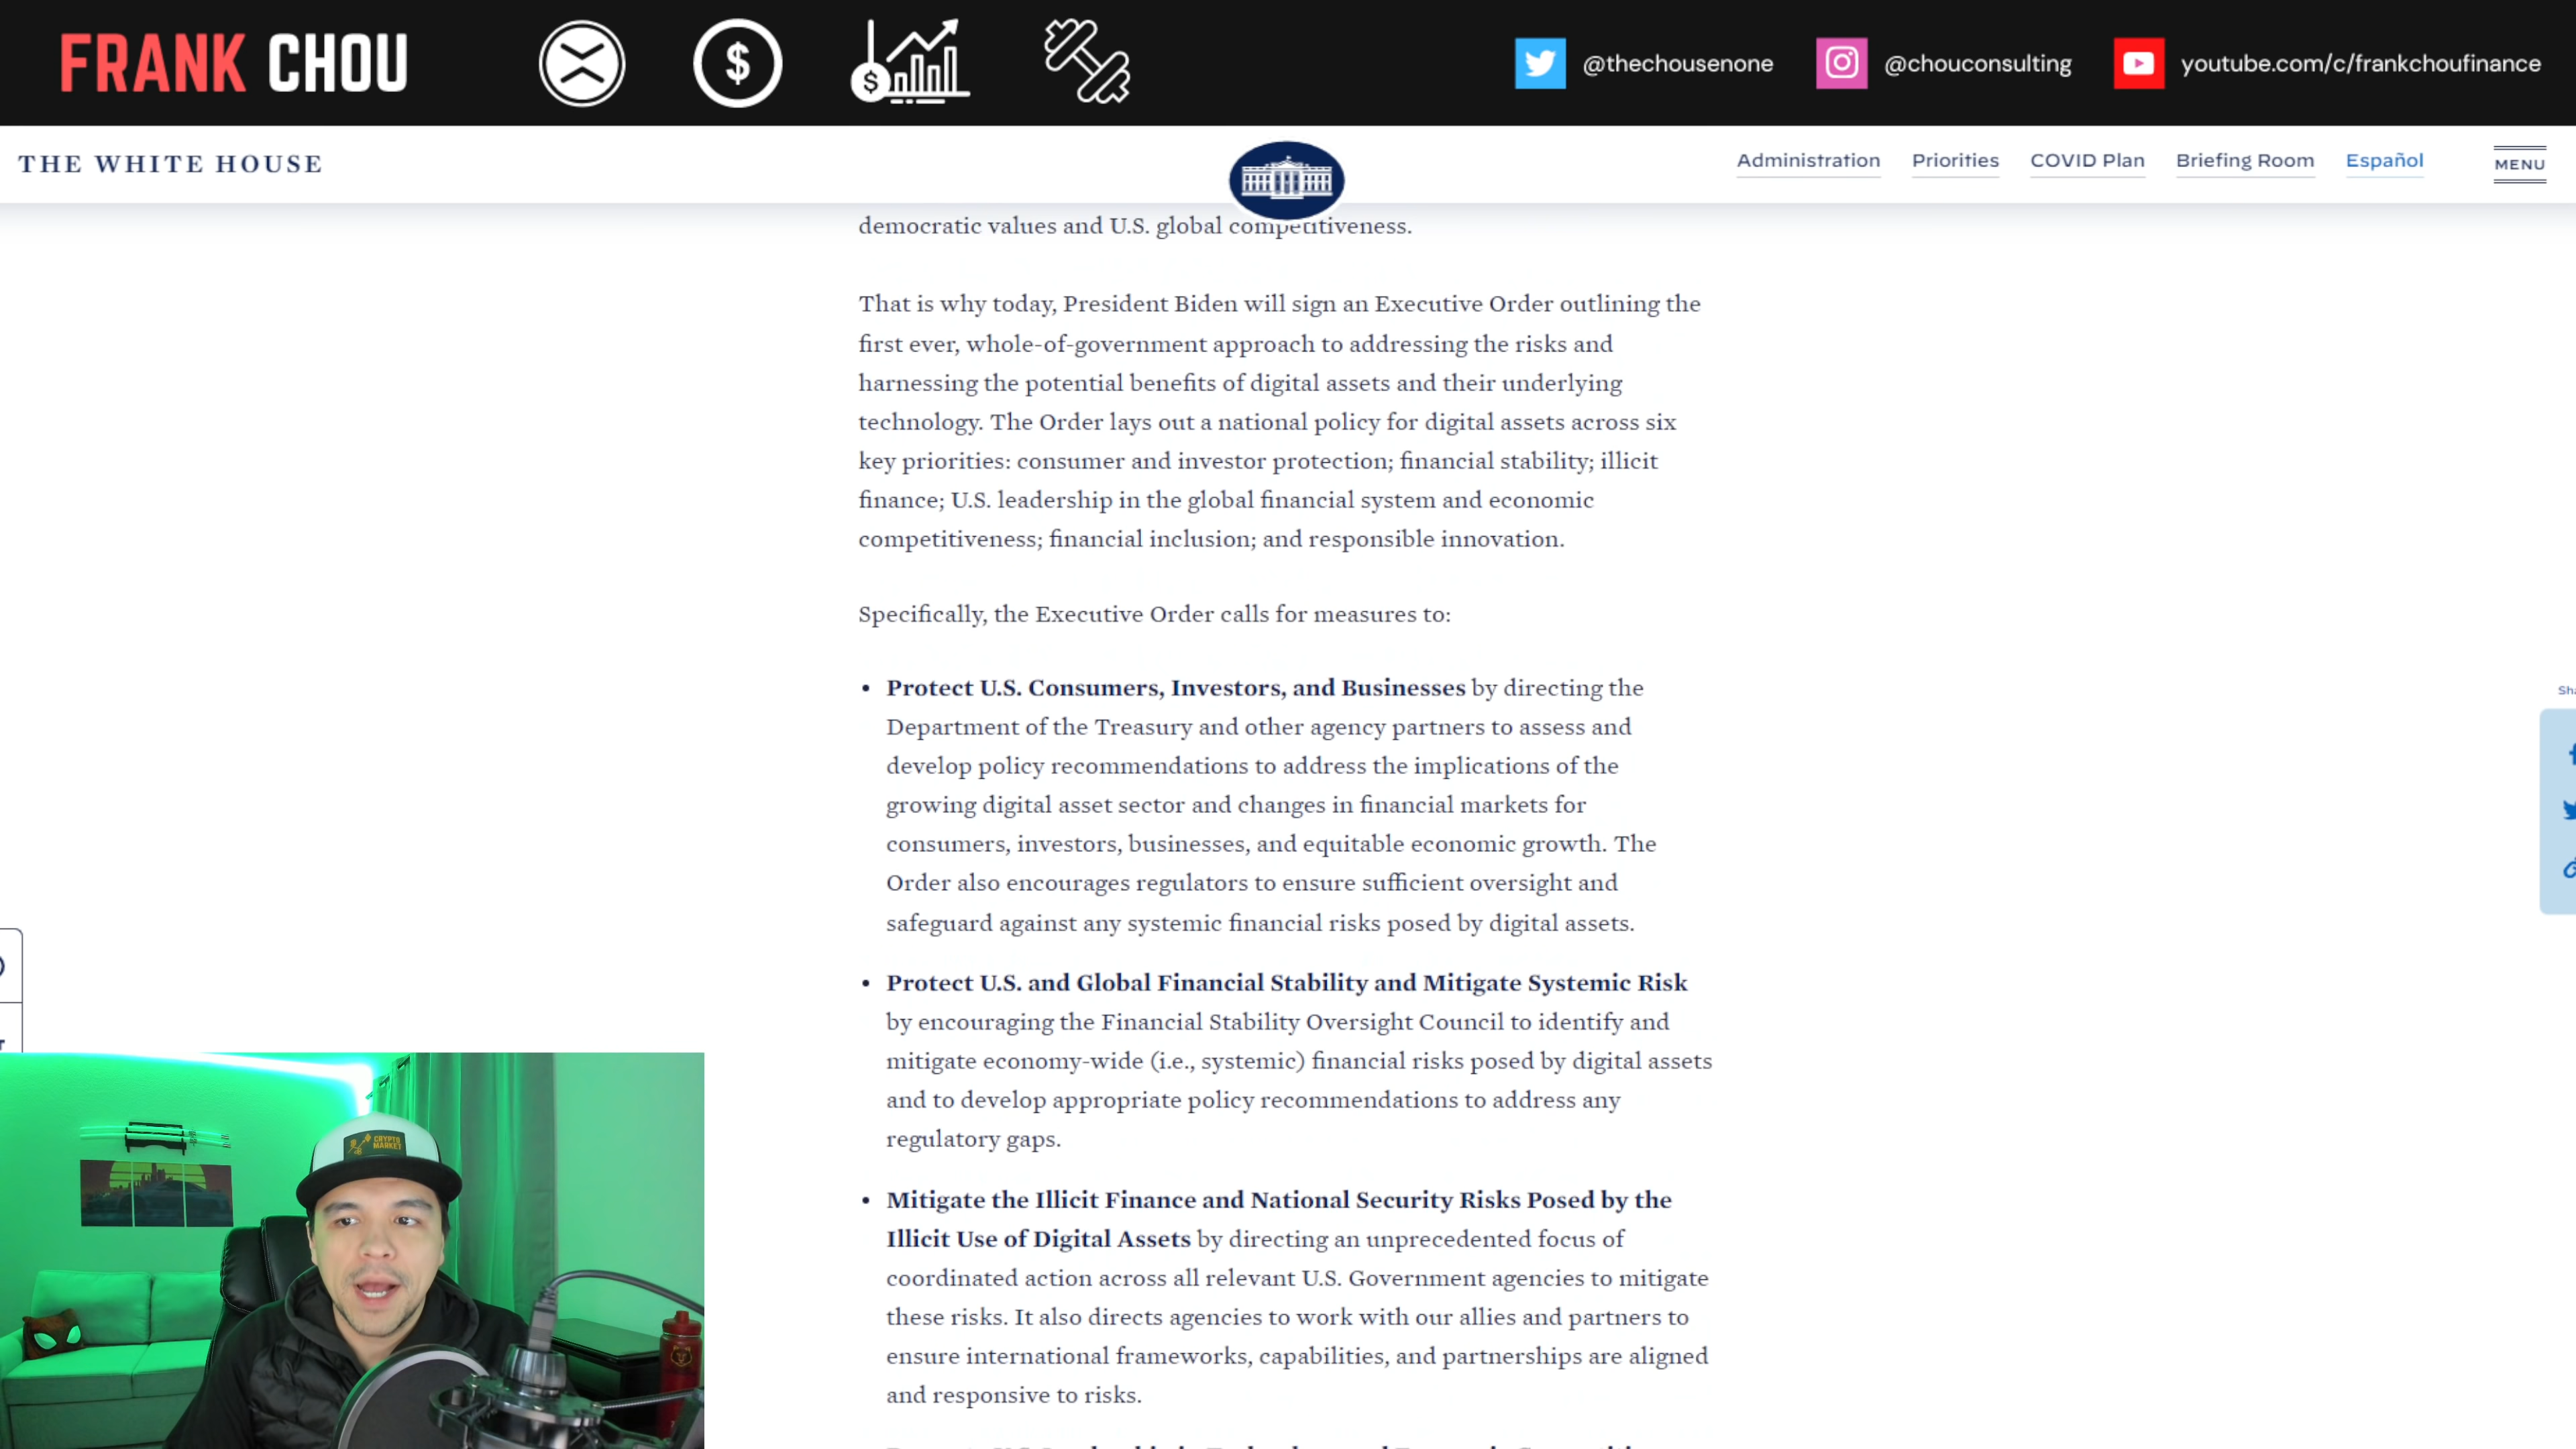 FRANK CHOU
@thechousenone
@chouconsulting
youtube.com/c/frankchoufinance
THE WHITE HOUSE
Administration
Priorities
COVID Plan
Briefing Room
Español
MENU
democratic values and U.S. global competitiveness.
That is why today, President Biden will sign an Executive Order outlining the
first ever, whole-of-government approach to addressing the risks and
harnessing the potential benefits of digital assets and their underlying
technology. The Order lays out a national policy for digital assets across six
key priorities: consumer and investor protection; financial stability; illicit
finance; U.S. leadership in the global financial system and economic
competitiveness; financial inclusion; and responsible innovation.
Specifically, the Executive Order calls for measures to:
• Protect U.S. Consumers, Investors, and Businesses by directing the
Department of the Treasury and other agency partners to assess and
develop policy recommendations to address the implications of the
growing digital asset sector and changes in financial markets for
consumers, investors, businesses, and equitable economic growth. The
Order also encourages regulators to ensure sufficient oversight and
safeguard against any systemic financial risks posed by digital assets.
• Protect U.S. and Global Financial Stability and Mitigate Systemic Risk
by encouraging the Financial Stability Oversight Council to identify and
mitigate economy-wide (i.e., systemic) financial risks posed by digital assets
and to develop appropriate policy recommendations to address any
regulatory gaps.
• Mitigate the Illicit Finance and National Security Risks Posed by the
Illicit Use of Digital Assets by directing an unprecedented focus of
coordinated action across all relevant U.S. Government agencies to mitigate
these risks. It also directs agencies to work with our allies and partners to
ensure international frameworks, capabilities, and partnerships are aligned
and responsive to risks.
CRYPTO
MARKET